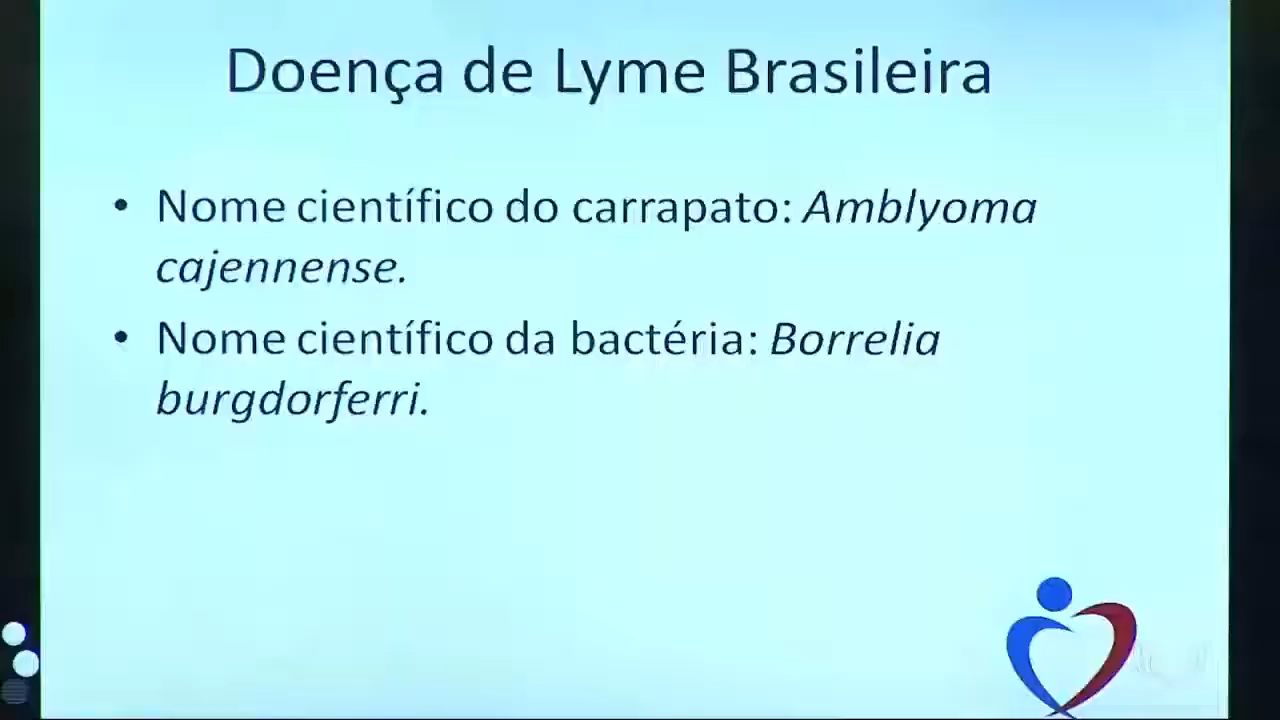 Doença de Lyme Brasileira
• Nome científico do carrapato: Amblyoma
cajennense.
• Nome científico da bactéria: Borrelia
burgdorferri.